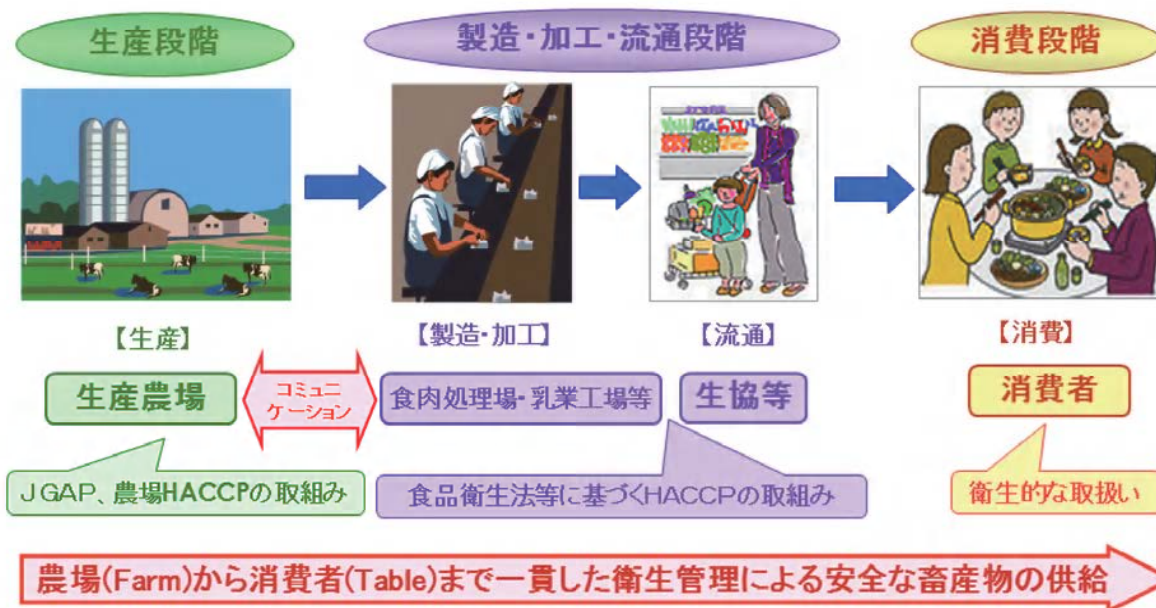 生産段階
製造・加工・流通段階
消費段階
【生産】
【製造・加工】
【流通】
【消費】
生産農場
コミュニ
ケーション
食肉処理場・乳業工場等
生協等
消費者
JGAP、農場HACCPの取組み
食品衛生法等に基づくHACCPの取組み
衛生的な取扱い
農場(Farm)から消費者(Table)まで一貫した衛生管理による安全な畜産物の供給